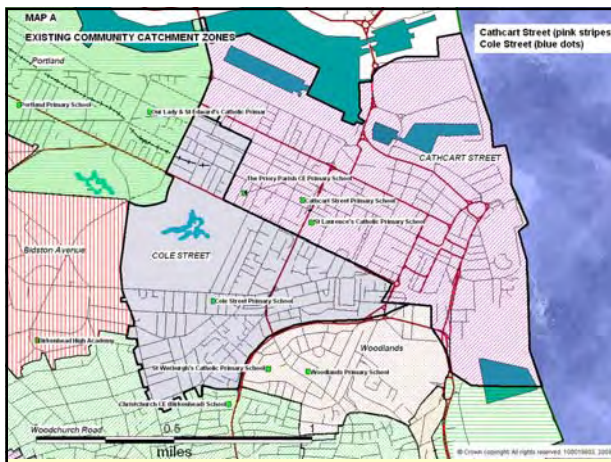 MAP A
EXISTING COMMUNITY CATCHMENT ZONES
Cathcart Street (pink stripes
Cole Street (blue dots)
Portland
Portland Primary School
Our Lady & St Edward's Catholic Primar
CATHCART STREET
The Priory Parish CE Primary School
Cathcart Street Primary School
St Laurence's Catholic Primary School
Bidston Avenue
COLE STREET
Cole Street Primary School
Birkenhead High Academy
Woodlands
St Werburgh's Catholic Primary School
Woodlands Primary School
Christchurch CE (Birkenhead) School
Woodchurch Road
0.5
1
miles
© Crown copyright. All rights reserved.